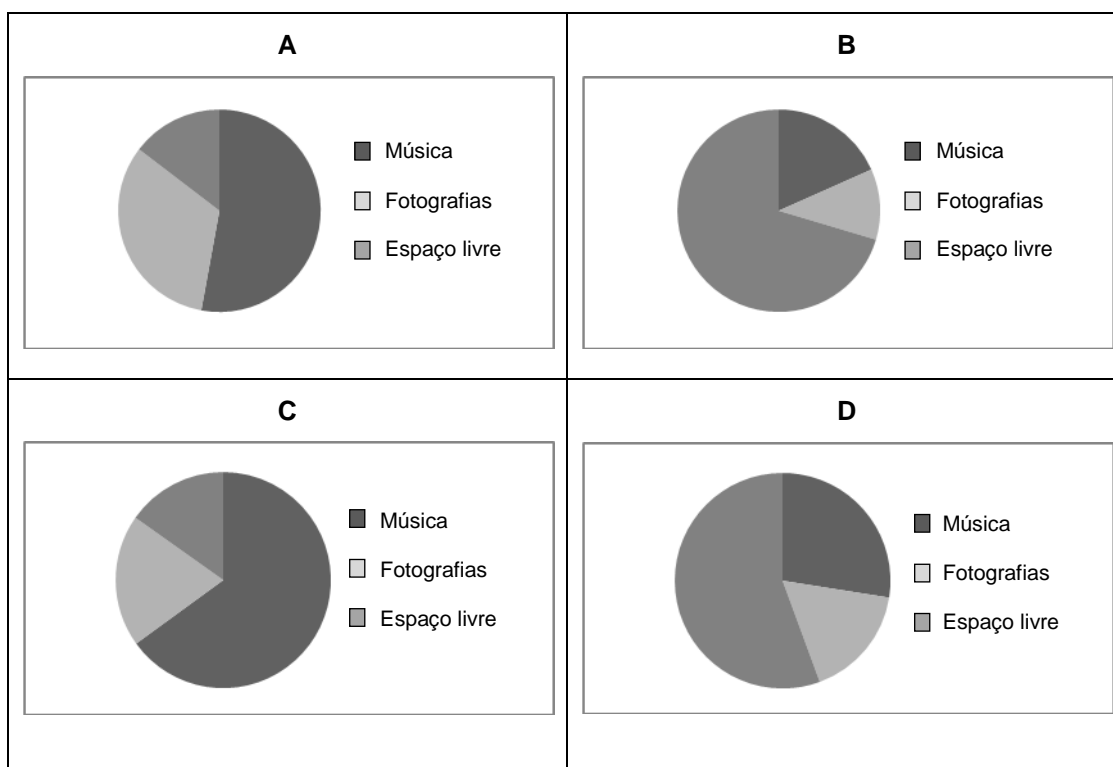 A
Música
Fotografias
Espaço livre
B
Música
Fotografias
Espaço livre
C
Música
Fotografias
Espaço livre
D
Música
Fotografias
Espaço livre